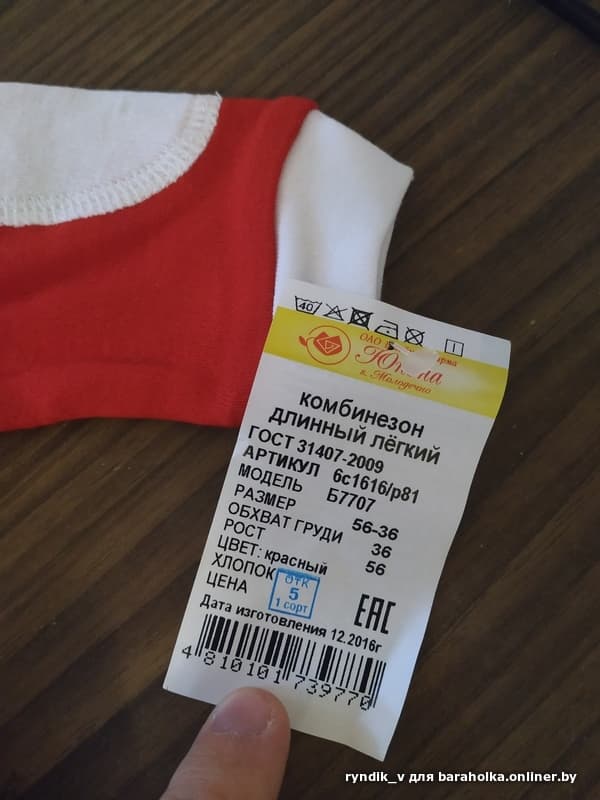 40
ОАО
г. Молодечно
комбинезон
длинный лёгкий
ГОСТ 31407-2009
АРТИКУЛ 6с1616/р81
МОДЕЛЬ Б7707
РАЗМЕР 56-36
ОБХВАТ ГРУДИ 36
РОСТ 56
ЦВЕТ: красный
ХЛОПОК
ЦЕНА
ОТК
5
1 сорт
EAC
Дата изготовления 12.2016г
4 810101 739770
ryndik_v для baraholka.onliner.by